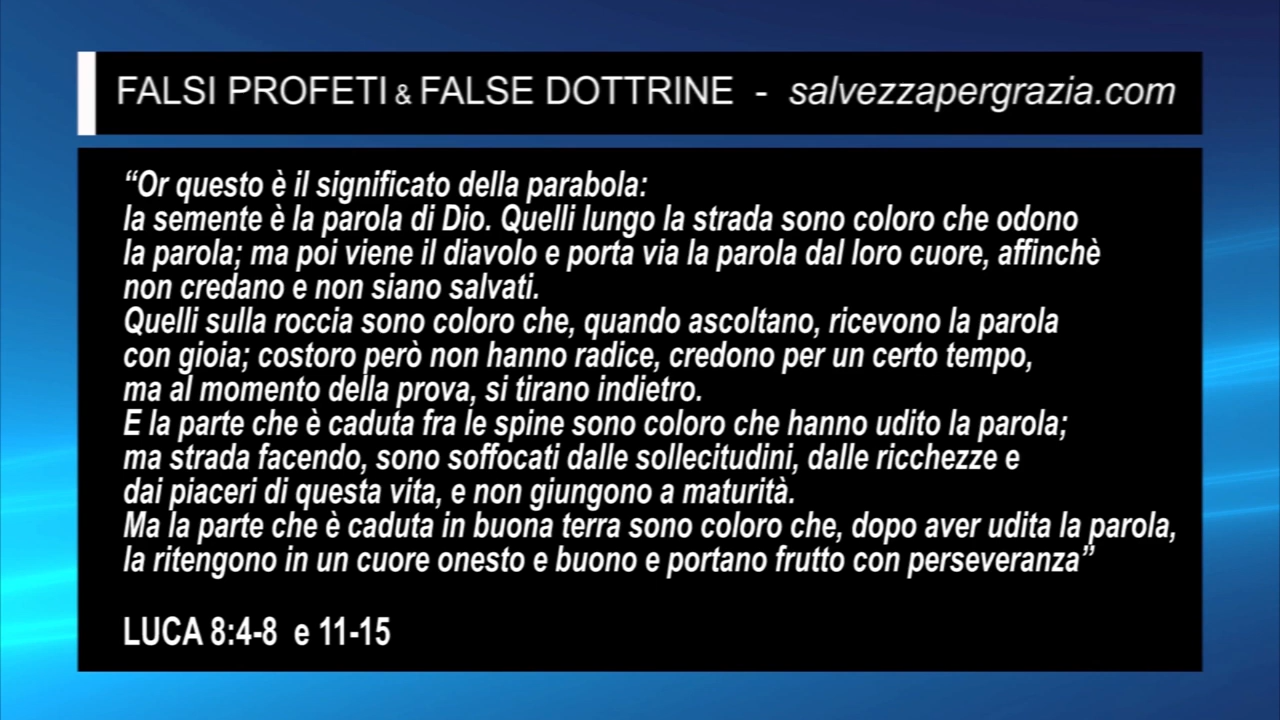 FALSI PROFETI & FALSE DOTTRINE - salvezzapergrazia.com
“Or questo è il significato della parabola:
la semente è la parola di Dio. Quelli lungo la strada sono coloro che odono
la parola; ma poi viene il diavolo e porta via la parola dal loro cuore, affinchè
non credano e non siano salvati.
Quelli sulla roccia sono coloro che, quando ascoltano, ricevono la parola
con gioia; costoro però non hanno radice, credono per un certo tempo,
ma al momento della prova, si tirano indietro.
E la parte che è caduta fra le spine sono coloro che hanno udito la parola;
ma strada facendo, sono soffocati dalle sollecitudini, dalle ricchezze e
dai piaceri di questa vita, e non giungono a maturità.
Ma la parte che è caduta in buona terra sono coloro che, dopo aver udita la parola,
la ritengono in un cuore onesto e buono e portano frutto con perseveranza”
LUCA 8:4-8 e 11-15